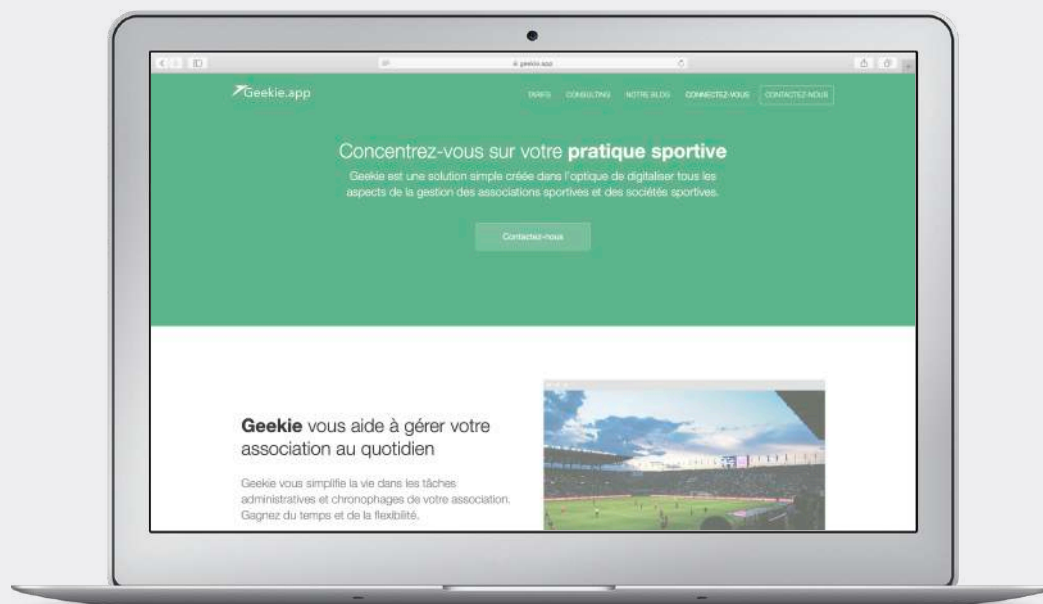 geekie.app
Geekie.app
TARIFS CONSULTING NOTRE BLOG CONNECTEZ-VOUS CONTACTEZ-NOUS
Concentrez-vous sur votre pratique sportive
Geekie est une solution simple créée dans l'optique de digitaliser tous les
aspects de la gestion des associations sportives et des sociétés sportives.
Contactez-nous
Geekie vous aide à gérer votre
association au quotidien
Geekie vous simplifie la vie dans les tâches
administratives et chronophages de votre association.
Gagnez du temps et de la flexibilité.